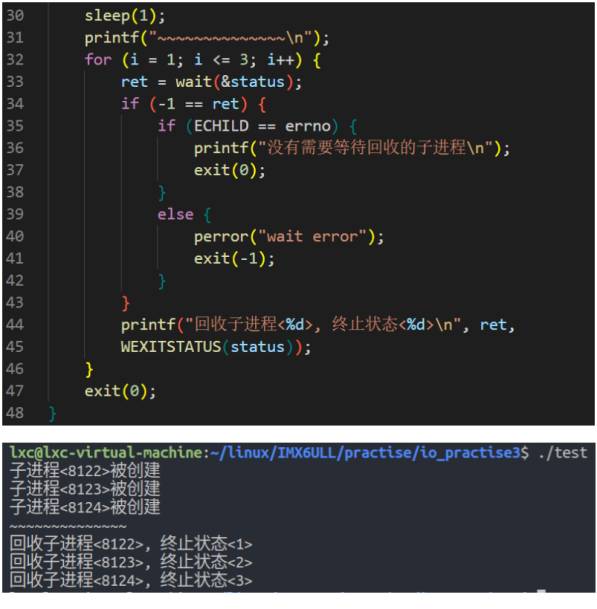 30 sleep(1);
31 printf("~~~~~~~~~~~~~~\n");
32 for (i = 1; i <= 3; i++) {
33 ret = wait(&status);
34 if (-1 == ret) {
35 if (ECHILD == errno) {
36 printf("没有需要等待回收的子进程\n");
37 exit(0);
38 }
39 else {
40 perror("wait error");
41 exit(-1);
42 }
43 }
44 printf("回收子进程<%d>, 终止状态<%d>\n", ret,
45 WEXITSTATUS(status));
46 }
47 exit(0);
48 }
lxc@lxc-virtual-machine:~/linux/IMX6ULL/practise/io_practise3$ ./test
子进程<8122>被创建
子进程<8123>被创建
子进程<8124>被创建
~~~~~~~~~~~~~~
回收子进程<8122>, 终止状态<1>
回收子进程<8123>, 终止状态<2>
回收子进程<8124>, 终止状态<3>